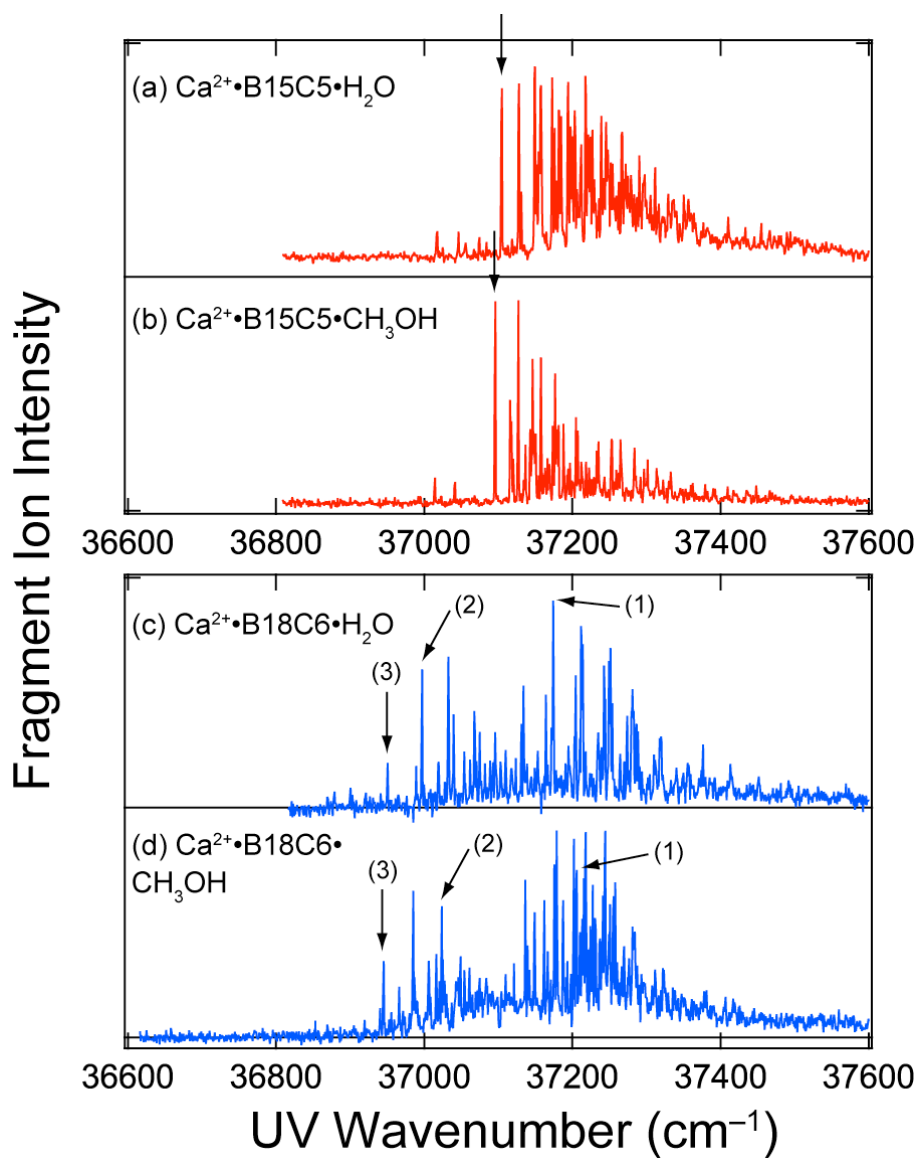 Fragment Ion Intensity
(a) Ca²⁺•B15C5•H₂O
(b) Ca²⁺•B15C5•CH₃OH
36600 36800 37000 37200 37400 37600
(c) Ca²⁺•B18C6•H₂O
(3)
(2)
(1)
(d) Ca²⁺•B18C6•
CH₃OH
(3)
(2)
(1)
36600 36800 37000 37200 37400 37600
UV Wavenumber (cm⁻¹)